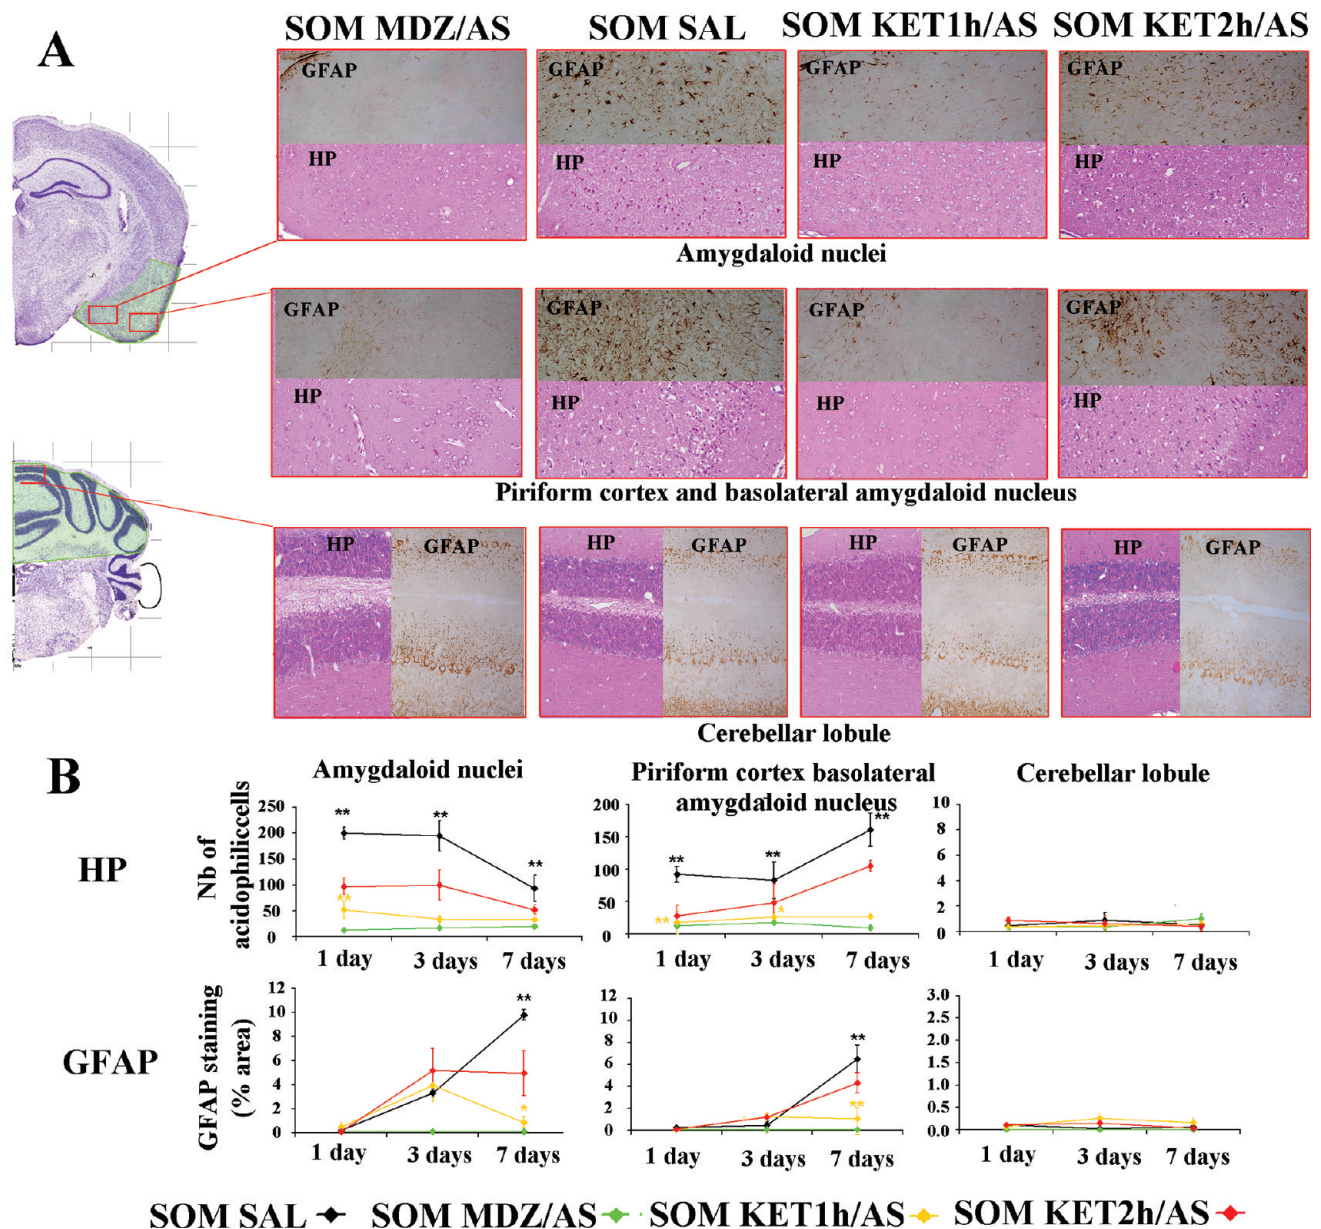 A
SOM MDZ/AS SOM SAL SOM KET1h/AS SOM KET2h/AS
GFAP GFAP GFAP GFAP
HP HP HP HP
Amygdaloid nuclei
GFAP GFAP GFAP GFAP
HP HP HP HP
Piriform cortex and basolateral amygdaloid nucleus
HP GFAP HP GFAP HP GFAP HP GFAP
Cerebellar lobule
B
Amygdaloid nuclei
Piriform cortex basolateral
amygdaloid nucleus
Cerebellar lobule
HP
Nb of
acidophiliccells
250
200
150
100
50
0
** ** **
**
1 day 3 days 7 days
200
150
100
50
0
** ** **
** *
1 day 3 days 7 days
10
8
6
4
2
0
1 day 3 days 7 days
GFAP
GFAP staining
(% area)
12
10
8
6
4
2
0
**
*
1 day 3 days 7 days
12
10
8
6
4
2
0
**
**
1 day 3 days 7 days
3.0
2.5
2.0
1.5
1.0
0.5
0.0
1 day 3 days 7 days
SOM SAL SOM MDZ/AS SOM KET1h/AS SOM KET2h/AS